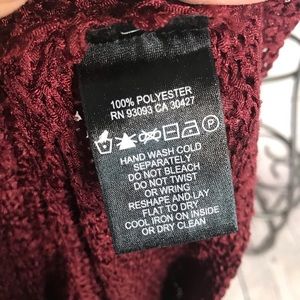 100% POLYESTER
RN 93093 CA 30427
HAND WASH COLD
SEPARATELY
DO NOT BLEACH
DO NOT TWIST
OR WRING
RESHAPE AND LAY
FLAT TO DRY
COOL IRON ON INSIDE
OR DRY CLEAN